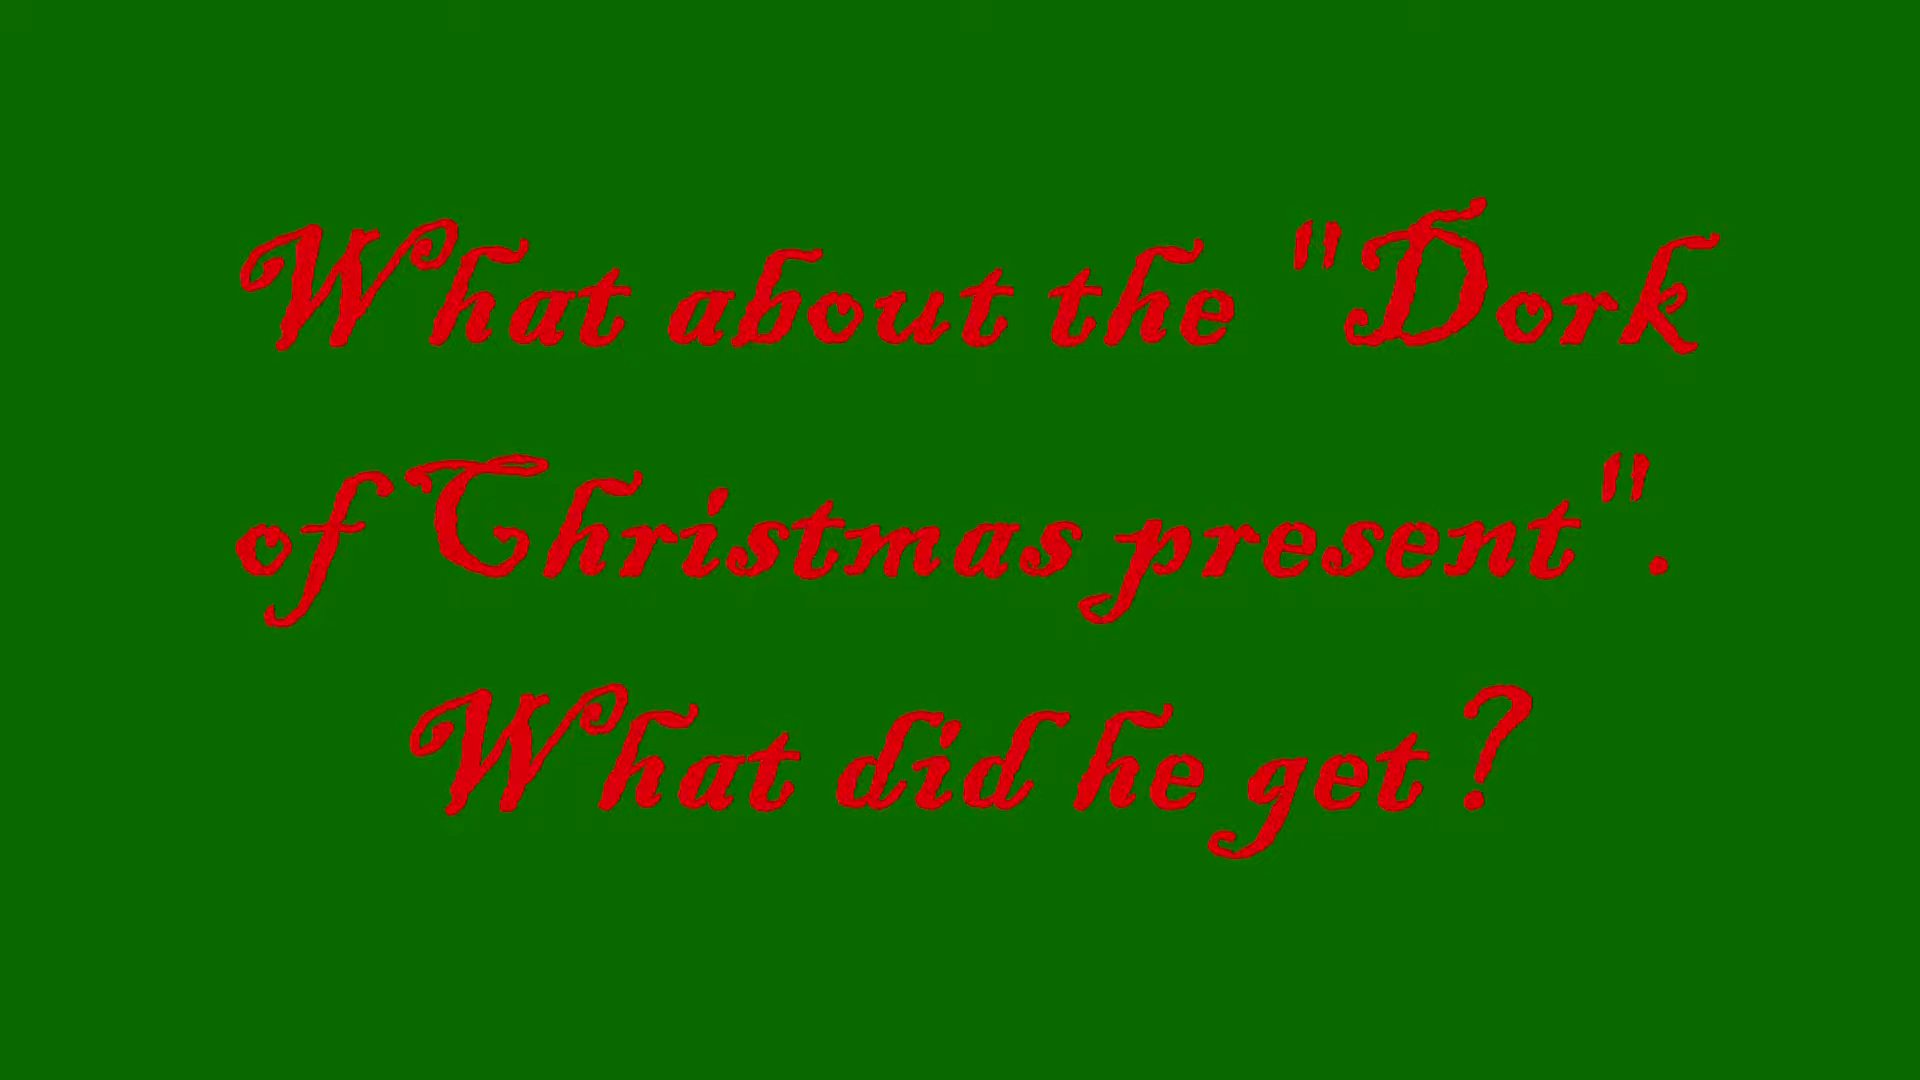 What about the "Dork
of Christmas present".
What did he get?